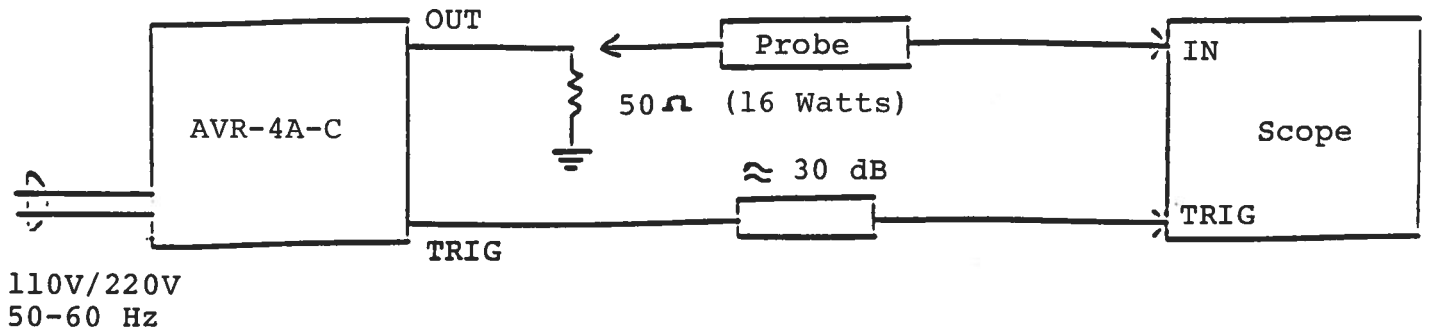 OUT
Probe
IN
50Ω (16 Watts)
AVR-4A-C
Scope
≈ 30 dB
TRIG
TRIG
110V/220V
50-60 Hz